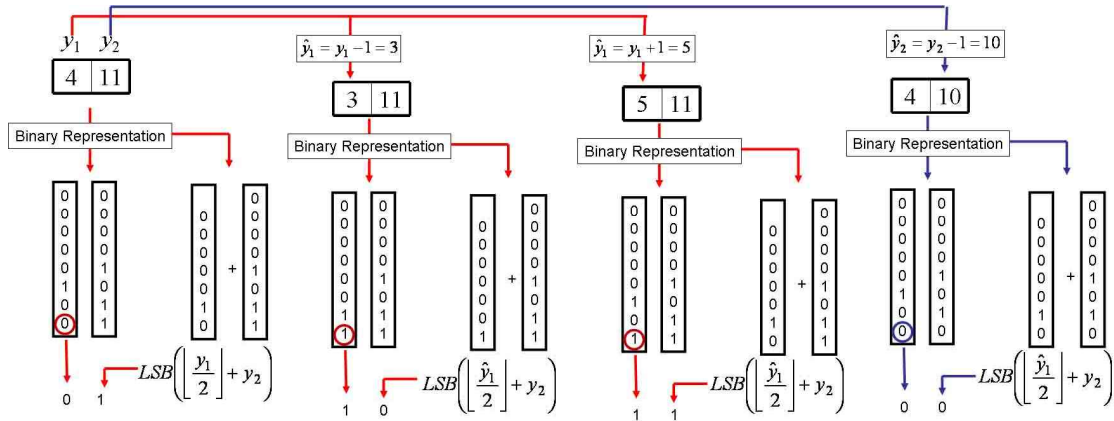 y₁ y₂
4 11
Binary Representation
0 0 0
0 0 0 0
0 0 0 0
0 0 0 0
0 1 0 + 1
1 0 0 0
0 1 1 1
0 1 0 1
LSB(⌊y₁/2⌋ + y₂)
0 1
ŷ₁ = y₁ − 1 = 3
3 11
Binary Representation
0 0 0
0 0 0 0
0 0 0 0
0 0 0 0
0 1 0 + 1
0 0 0 0
1 1 0 1
1 1 1 1
LSB(⌊ŷ₁/2⌋ + y₂)
1 0
ŷ₁ = y₁ + 1 = 5
5 11
Binary Representation
0 0 0
0 0 0 0
0 0 0 0
0 0 0 0
0 1 0 + 1
1 0 0 0
0 1 1 1
1 1 0 1
LSB(⌊ŷ₁/2⌋ + y₂)
1 1
ŷ₂ = y₂ − 1 = 10
4 10
Binary Representation
0 0 0
0 0 0 0
0 0 0 0
0 0 0 0
0 1 0 + 1
1 0 0 0
0 1 1 1
0 0 0 0
LSB(⌊ŷ₁/2⌋ + y₂)
0 0